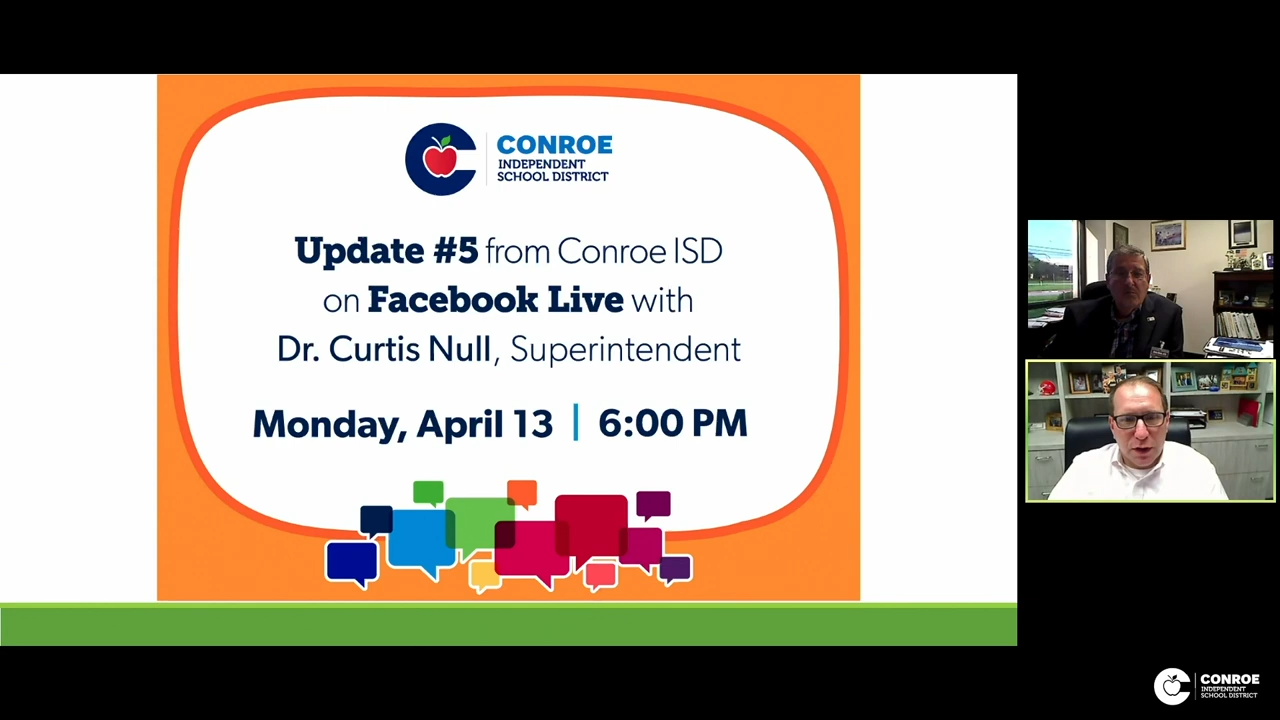 CONROE
INDEPENDENT
SCHOOL DISTRICT
Update #5 from Conroe ISD
on Facebook Live with
Dr. Curtis Null, Superintendent
Monday, April 13 | 6:00 PM
CONROE
INDEPENDENT
SCHOOL DISTRICT